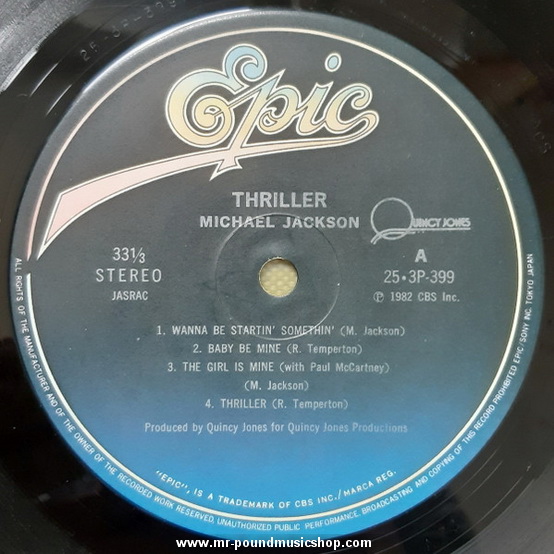 Epic
THRILLER
MICHAEL JACKSON
QUINCY JONES
33⅓
STEREO
JASRAC
A
25•3P-399
℗ 1982 CBS Inc.
1. WANNA BE STARTIN' SOMETHIN' (M. Jackson)
2. BABY BE MINE (R. Temperton)
3. THE GIRL IS MINE (with Paul McCartney)
(M. Jackson)
4. THRILLER (R. Temperton)
Produced by Quincy Jones for Quincy Jones Productions
"EPIC", IS A TRADEMARK OF CBS INC./MARCA REG.
ALL RIGHTS OF THE MANUFACTURER AND OF THE OWNER OF THE RECORDED WORK RESERVED. UNAUTHORIZED PUBLIC PERFORMANCE, BROADCASTING AND COPYING OF THIS RECORD PROHIBITED EPIC/SONY INC. TOKYO JAPAN
www.mr-poundmusicshop.com